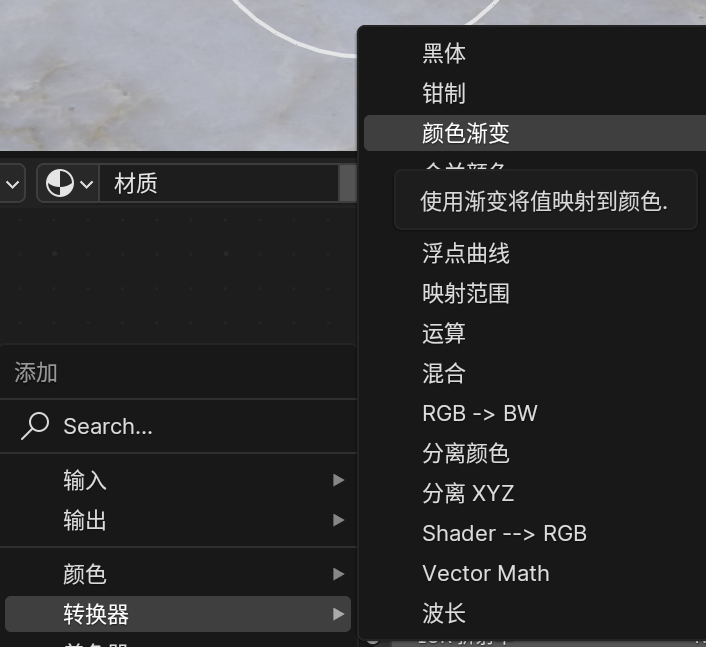 材质
添加
Search...
输入
输出
颜色
转换器
黑体
钳制
颜色渐变
使用渐变将值映射到颜色.
浮点曲线
映射范围
运算
混合
RGB -> BW
分离颜色
分离 XYZ
Shader --> RGB
Vector Math
波长